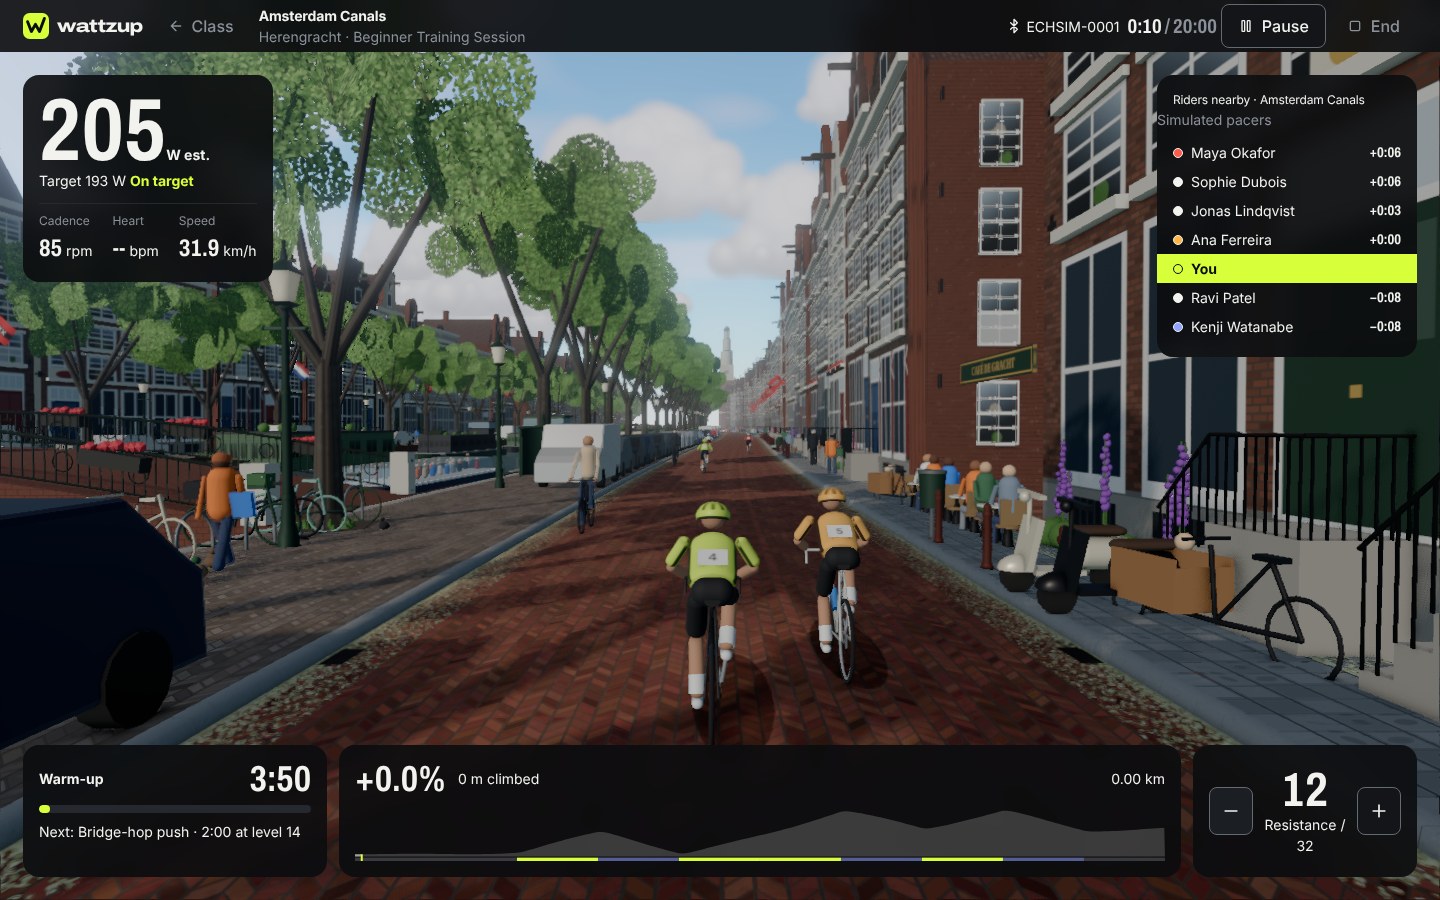 wattzup
Class
Amsterdam Canals
Herengracht · Beginner Training Session
ECHSIM-0001
0:10 / 20:00
Pause
End
205 W est.
Target 193 W On target
Cadence Heart Speed
85 rpm -- bpm 31.9 km/h
Riders nearby · Amsterdam Canals
Simulated pacers
Maya Okafor +0:06
Sophie Dubois +0:06
Jonas Lindqvist +0:03
Ana Ferreira +0:00
You
Ravi Patel −0:08
Kenji Watanabe −0:08
CAFÉ DE GRACHT
4
5
Warm-up 3:50
Next: Bridge-hop push · 2:00 at level 14
+0.0% 0 m climbed 0.00 km
−
12
+
Resistance /
32